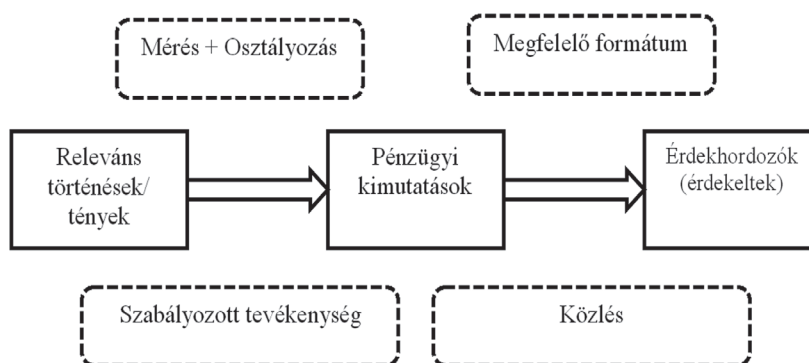 Mérés + Osztályozás
Megfelelő formátum
Releváns
történések/
tények
Pénzügyi
kimutatások
Érdekhordozók
(érdekeltek)
Szabályozott tevékenység
Közlés